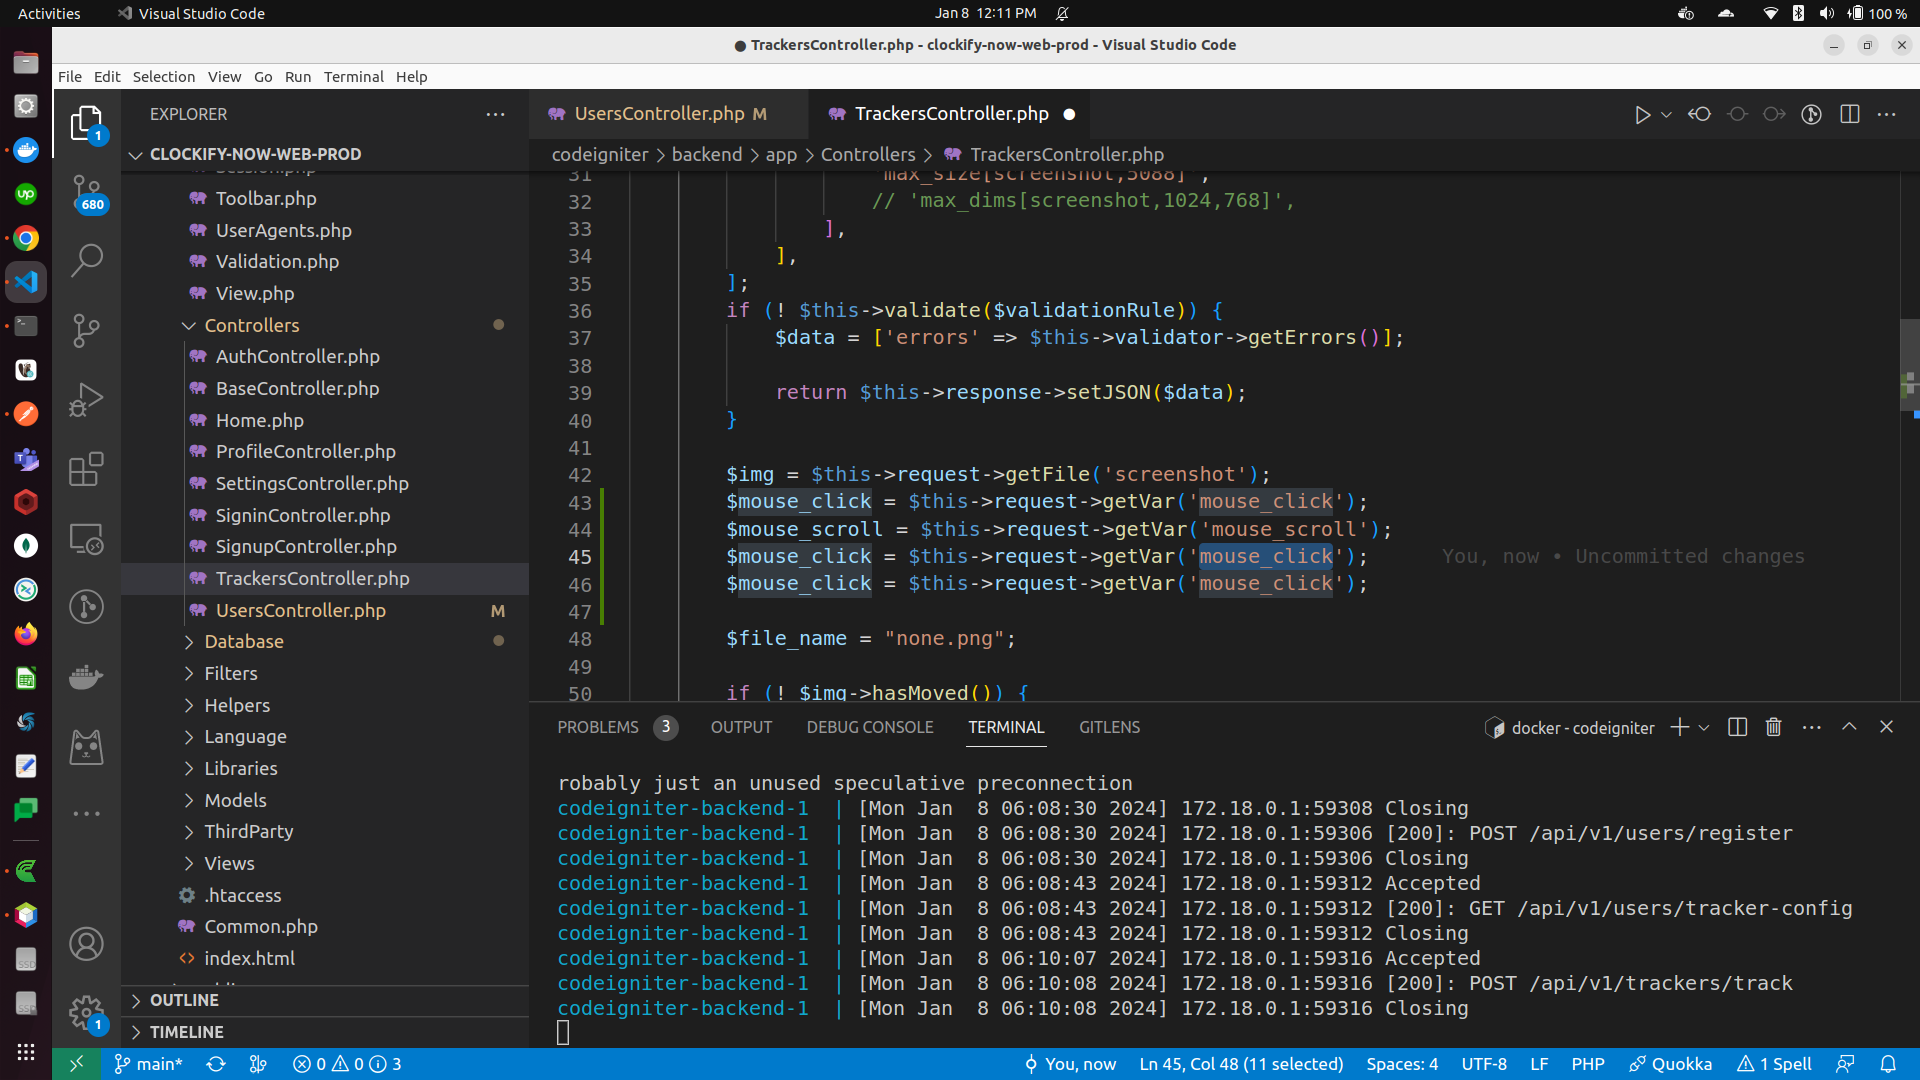 Activities
Visual Studio Code
Jan 8 12:11 PM
100 %
● TrackersController.php - clockify-now-web-prod - Visual Studio Code
File Edit Selection View Go Run Terminal Help
EXPLORER
1
680
CLOCKIFY-NOW-WEB-PROD
Toolbar.php
UserAgents.php
Validation.php
View.php
Controllers
AuthController.php
BaseController.php
Home.php
ProfileController.php
SettingsController.php
SigninController.php
SignupController.php
TrackersController.php
UsersController.php M
Database
Filters
Helpers
Language
Libraries
Models
ThirdParty
Views
.htaccess
Common.php
index.html
OUTLINE
TIMELINE
1
UsersController.php M
TrackersController.php ●
codeigniter > backend > app > Controllers > TrackersController.php
31 'max_size[screenshot,5088]',
32 // 'max_dims[screenshot,1024,768]',
33 ],
34 ],
35 ];
36 if (! $this->validate($validationRule)) {
37 $data = ['errors' => $this->validator->getErrors()];
38
39 return $this->response->setJSON($data);
40 }
41
42 $img = $this->request->getFile('screenshot');
43 $mouse_click = $this->request->getVar('mouse_click');
44 $mouse_scroll = $this->request->getVar('mouse_scroll');
45 $mouse_click = $this->request->getVar('mouse_click'); You, now • Uncommitted changes
46 $mouse_click = $this->request->getVar('mouse_click');
47
48 $file_name = "none.png";
49
50 if (! $img->hasMoved()) {
PROBLEMS 3 OUTPUT DEBUG CONSOLE TERMINAL GITLENS
docker - codeigniter
robably just an unused speculative preconnection
codeigniter-backend-1 | [Mon Jan 8 06:08:30 2024] 172.18.0.1:59308 Closing
codeigniter-backend-1 | [Mon Jan 8 06:08:30 2024] 172.18.0.1:59306 [200]: POST /api/v1/users/register
codeigniter-backend-1 | [Mon Jan 8 06:08:30 2024] 172.18.0.1:59306 Closing
codeigniter-backend-1 | [Mon Jan 8 06:08:43 2024] 172.18.0.1:59312 Accepted
codeigniter-backend-1 | [Mon Jan 8 06:08:43 2024] 172.18.0.1:59312 [200]: GET /api/v1/users/tracker-config
codeigniter-backend-1 | [Mon Jan 8 06:08:43 2024] 172.18.0.1:59312 Closing
codeigniter-backend-1 | [Mon Jan 8 06:10:07 2024] 172.18.0.1:59316 Accepted
codeigniter-backend-1 | [Mon Jan 8 06:10:08 2024] 172.18.0.1:59316 [200]: POST /api/v1/trackers/track
codeigniter-backend-1 | [Mon Jan 8 06:10:08 2024] 172.18.0.1:59316 Closing
main* 0 0 3 You, now Ln 45, Col 48 (11 selected) Spaces: 4 UTF-8 LF PHP Quokka 1 Spell